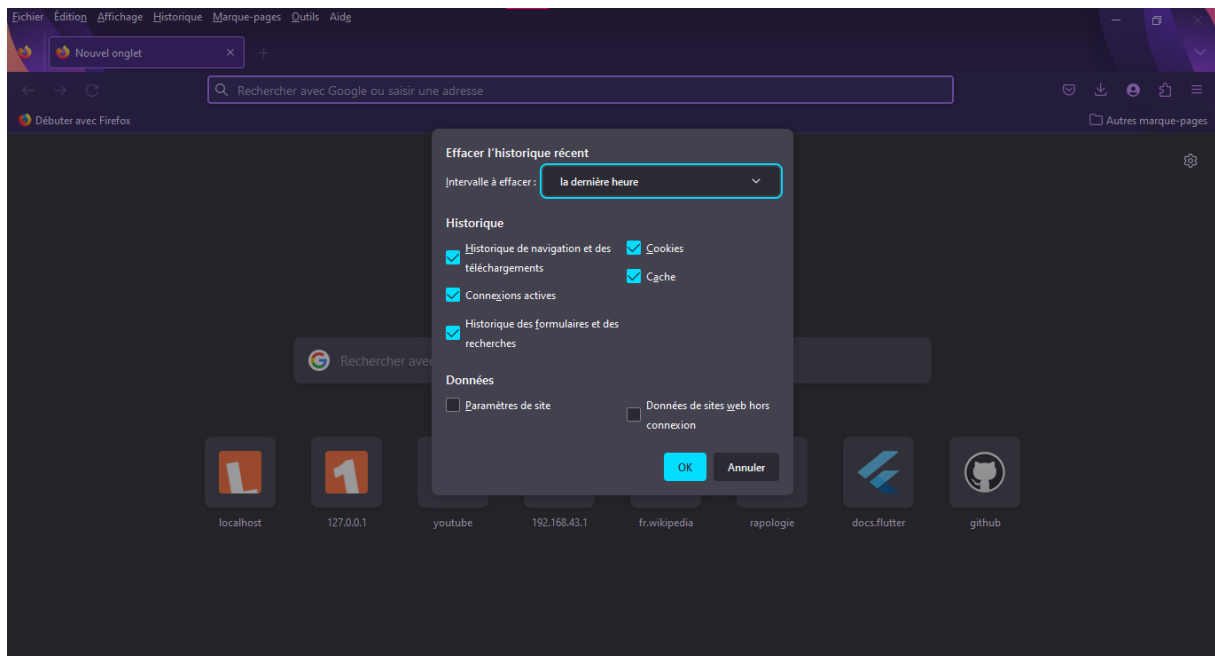 Fichier Édition Affichage Historique Marque-pages Outils Aide
Nouvel onglet
Rechercher avec Google ou saisir une adresse
Débuter avec Firefox
Autres marque-pages
Effacer l'historique récent
Intervalle à effacer : la dernière heure
Historique
Historique de navigation et des
téléchargements
Cookies
Cache
Connexions actives
Historique des formulaires et des
recherches
Rechercher avec
Données
Paramètres de site
Données de sites web hors
connexion
OK Annuler
L
1
localhost 127.0.0.1 youtube 192.168.43.1 fr.wikipedia rapologie docs.flutter github